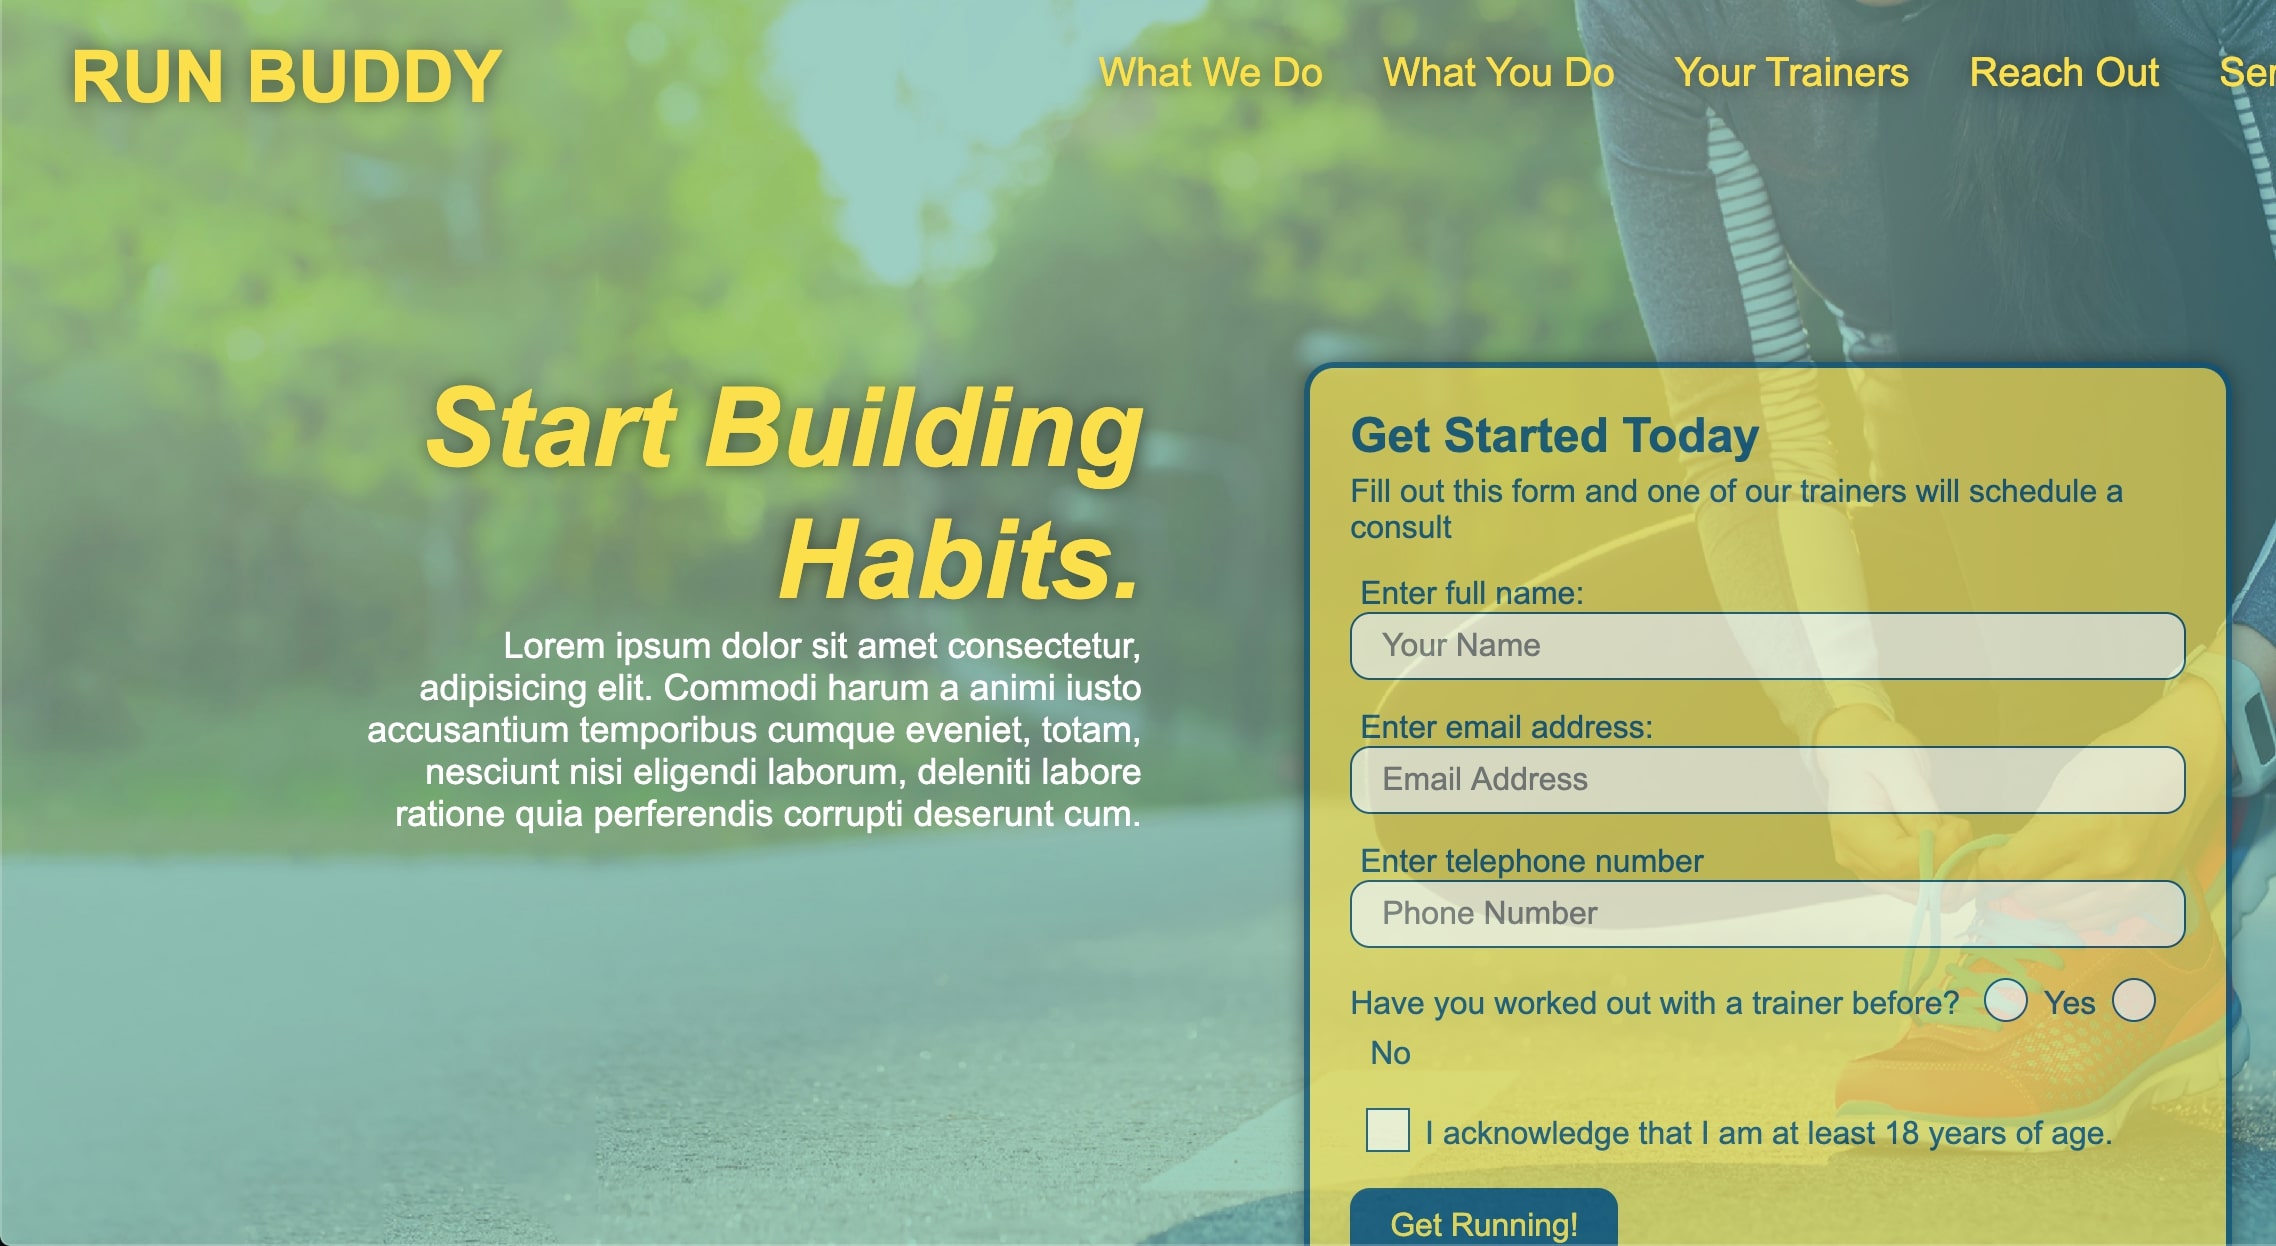 RUN BUDDY
What We Do What You Do Your Trainers Reach Out Ser
Start Building
Habits.
Lorem ipsum dolor sit amet consectetur,
adipisicing elit. Commodi harum a animi iusto
accusantium temporibus cumque eveniet, totam,
nesciunt nisi eligendi laborum, deleniti labore
ratione quia perferendis corrupti deserunt cum.
Get Started Today
Fill out this form and one of our trainers will schedule a
consult
Enter full name:
Your Name
Enter email address:
Email Address
Enter telephone number
Phone Number
Have you worked out with a trainer before? Yes
No
I acknowledge that I am at least 18 years of age.
Get Running!